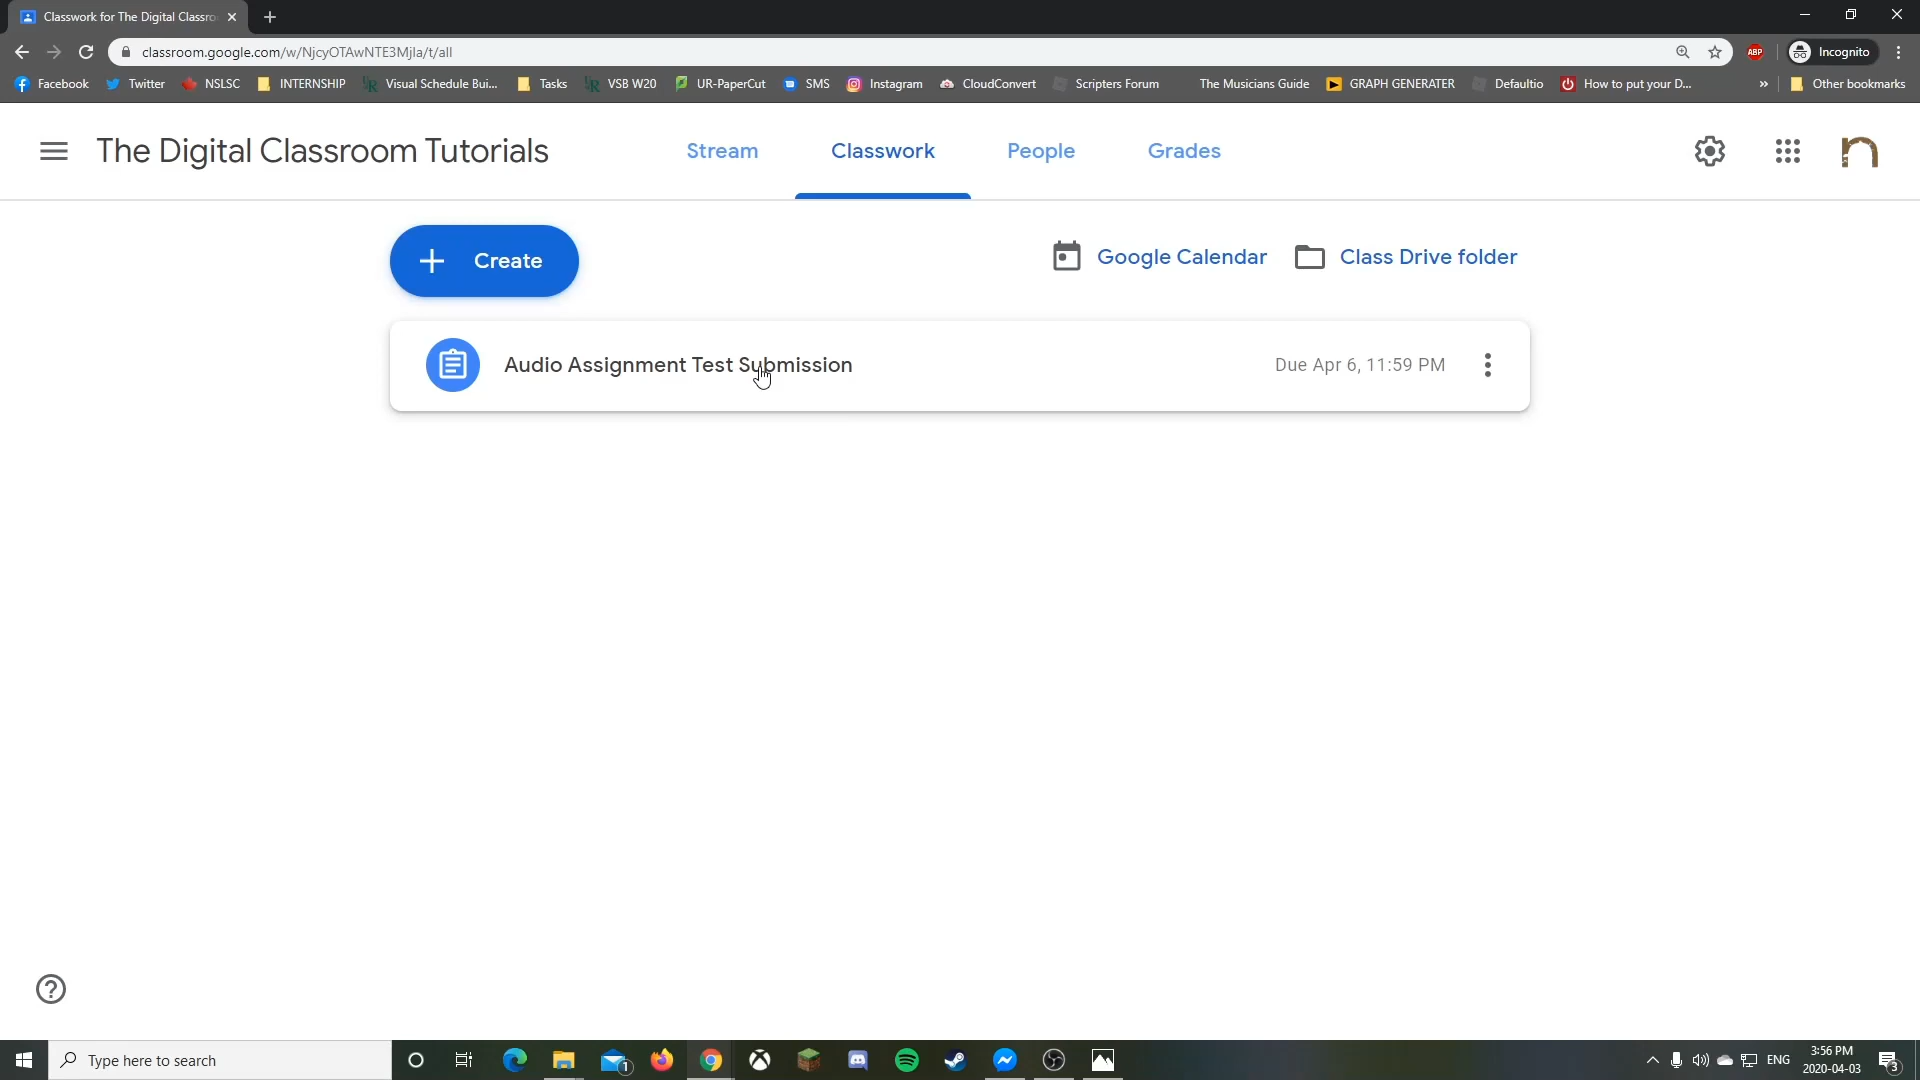 Classwork for The Digital Classro
classroom.google.com/w/NjcyOTAwNTE3Mjla/t/all
ABP
Incognito
Facebook
Twitter
NSLSC
INTERNSHIP
Visual Schedule Bui...
Tasks
VSB W20
UR-PaperCut
SMS
Instagram
CloudConvert
Scripters Forum
The Musicians Guide
GRAPH GENERATER
Defaultio
How to put your D...
»
Other bookmarks
The Digital Classroom Tutorials
Stream
Classwork
People
Grades
Create
Google Calendar
Class Drive folder
Audio Assignment Test Submission
Due Apr 6, 11:59 PM
Type here to search
1
ENG
3:56 PM
2020-04-03
3